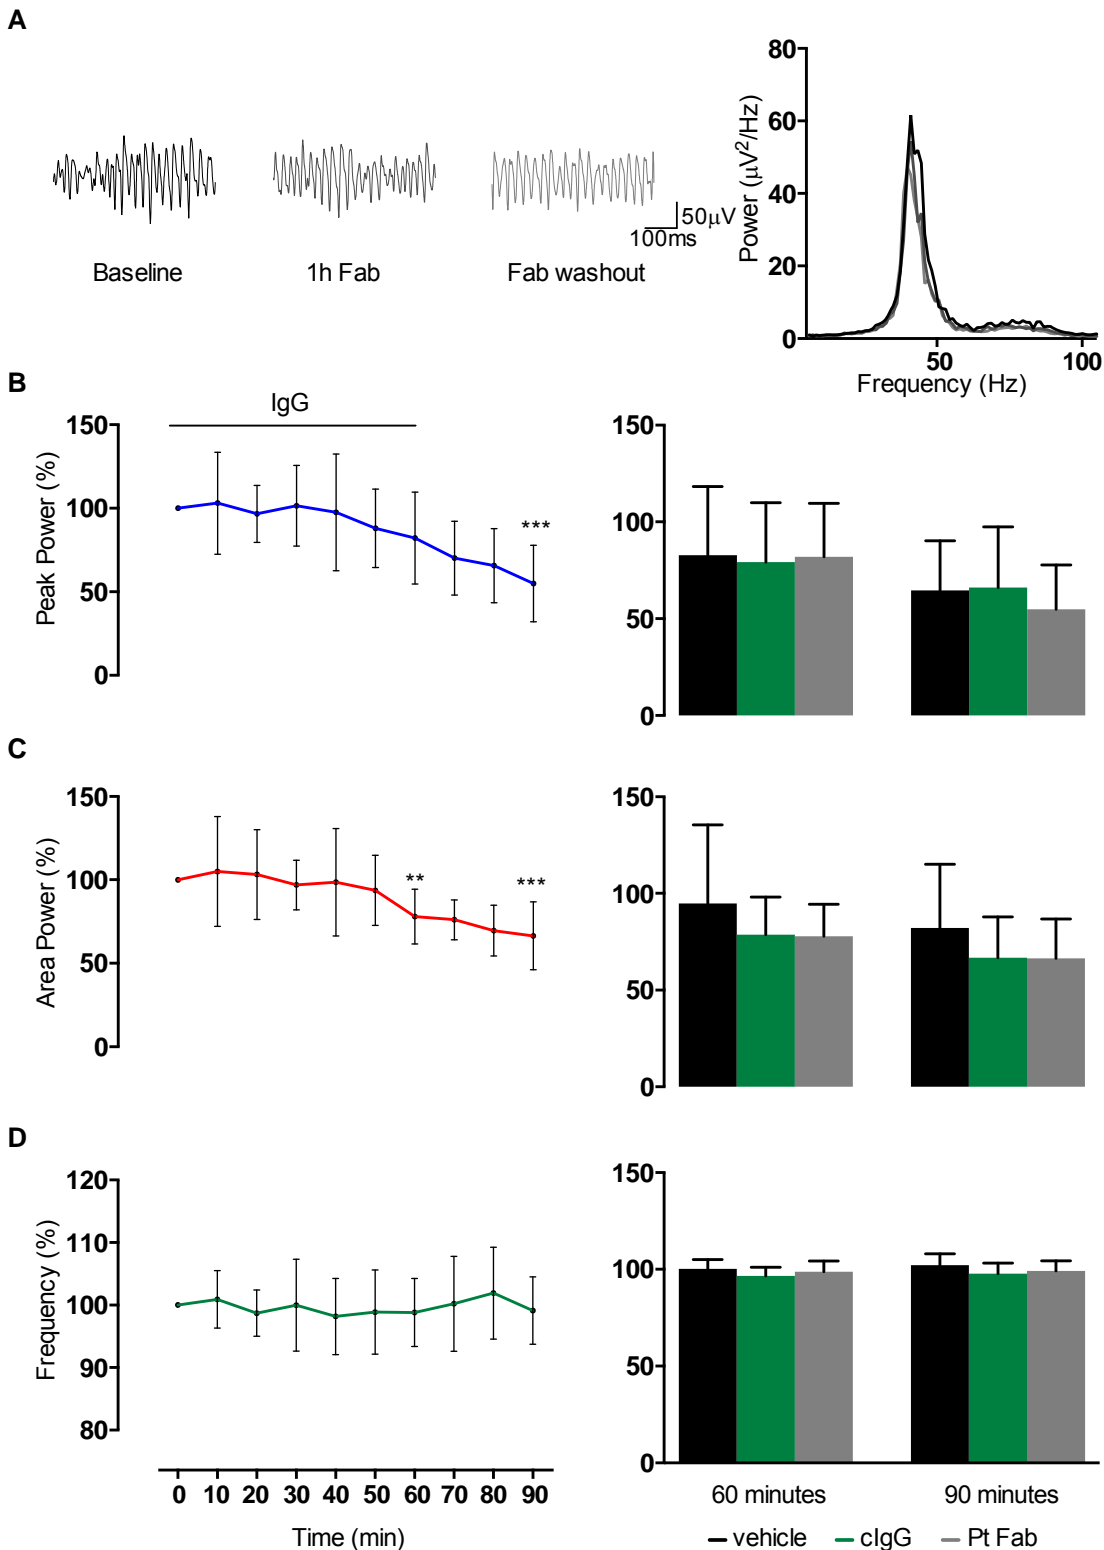 A
Baseline
1h Fab
Fab washout
50μV
100ms
Power (μV²/Hz)
80
60
40
20
0
50
100
Frequency (Hz)
B
IgG
Peak Power (%)
150
100
50
0
***
150
100
50
0
C
Area Power (%)
150
100
50
0
**
***
150
100
50
0
D
Frequency (%)
120
110
100
90
80
0 10 20 30 40 50 60 70 80 90
Time (min)
150
100
50
0
60 minutes
90 minutes
vehicle cIgG Pt Fab